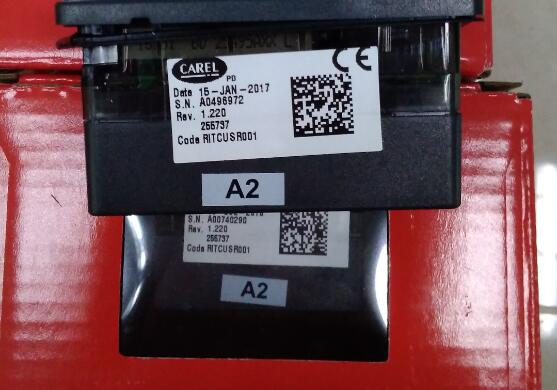 CAREL
PD
Date 15-JAN-2017
S.N. A0496972
Rev. 1.220
255737
Code RITCUSR001
A2
S.N. A00740290
Rev. 1.220
255737
Code RITCUSR001
A2